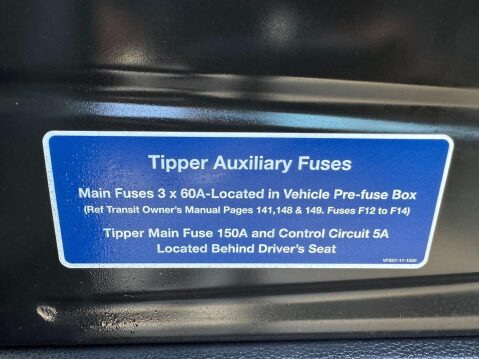 Tipper Auxiliary Fuses
Main Fuses 3 x 60A-Located in Vehicle Pre-fuse Box
(Ref Transit Owner's Manual Pages 141,148 & 149. Fuses F12 to F14)
Tipper Main Fuse 150A and Control Circuit 5A
Located Behind Driver's Seat